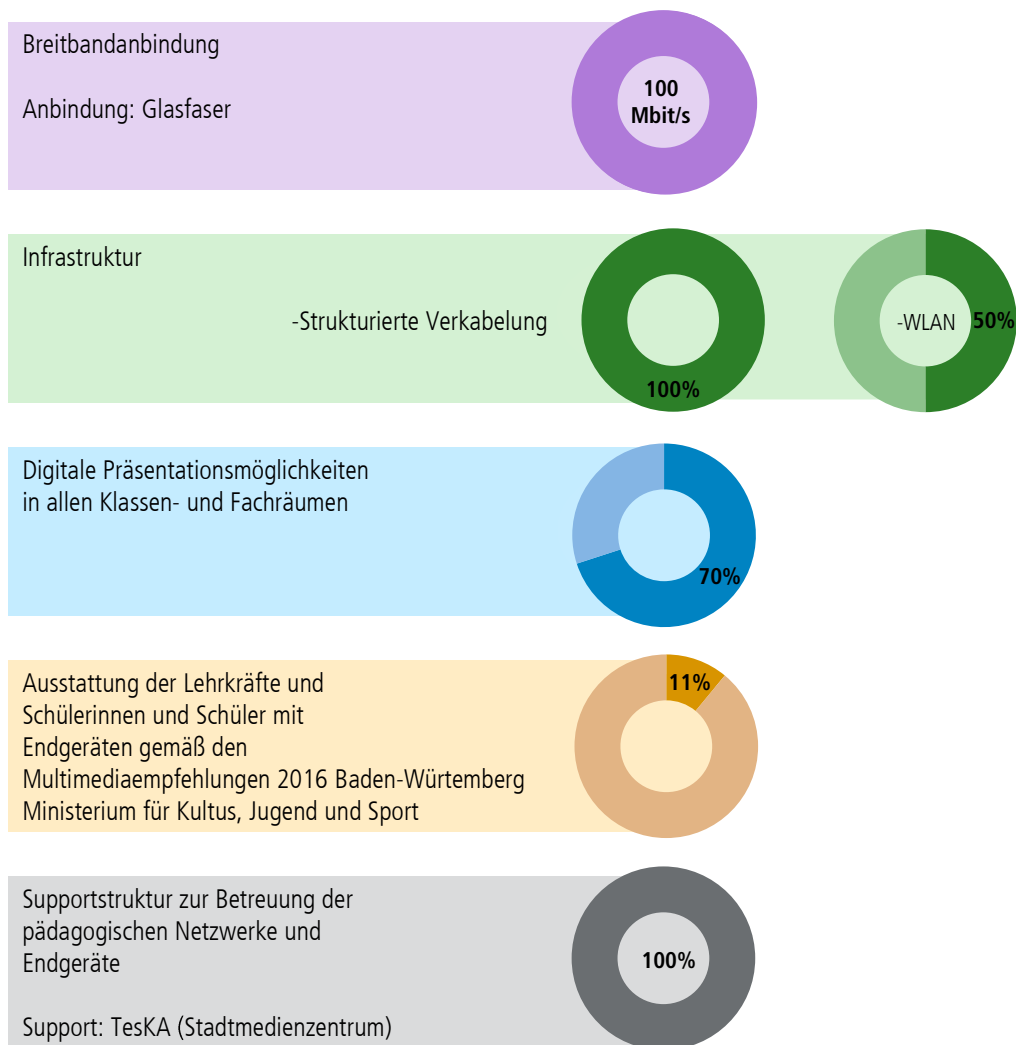 Breitbandanbindung
Anbindung: Glasfaser
100
Mbit/s
Infrastruktur
-Strukturierte Verkabelung
100%
-WLAN
50%
Digitale Präsentationsmöglichkeiten
in allen Klassen- und Fachräumen
70%
Ausstattung der Lehrkräfte und
Schülerinnen und Schüler mit
Endgeräten gemäß den
Multimediaempfehlungen 2016 Baden-Würtemberg
Ministerium für Kultus, Jugend und Sport
11%
Supportstruktur zur Betreuung der
pädagogischen Netzwerke und
Endgeräte
Support: TesKA (Stadtmedienzentrum)
100%